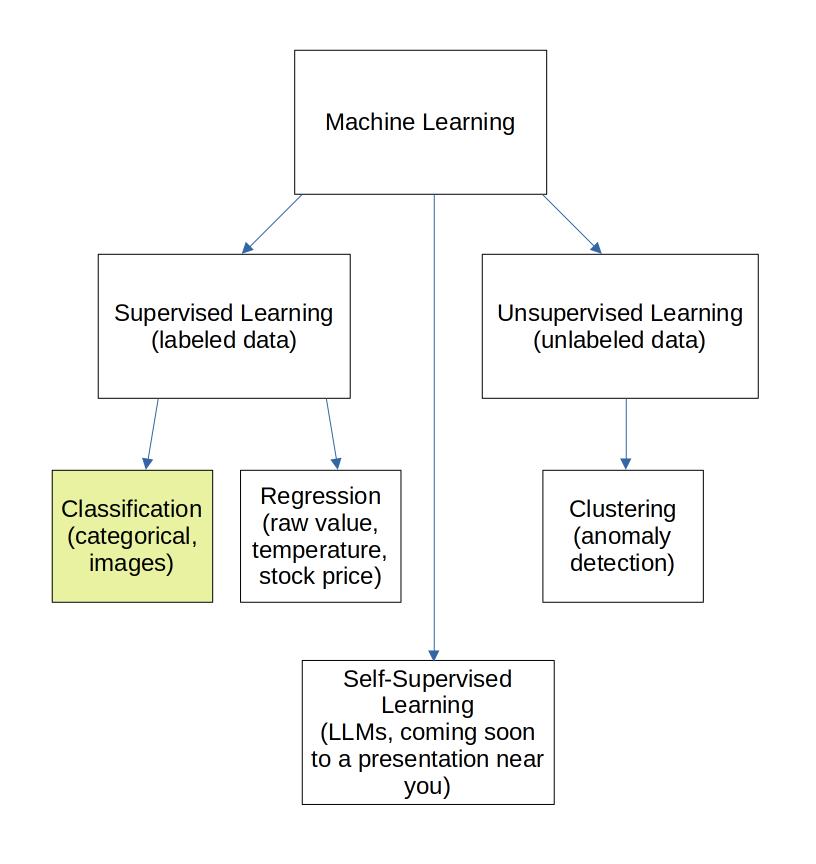 Machine Learning
Supervised Learning
(labeled data)
Unsupervised Learning
(unlabeled data)
Classification
(categorical,
images)
Regression
(raw value,
temperature,
stock price)
Clustering
(anomaly
detection)
Self-Supervised
Learning
(LLMs, coming soon
to a presentation near
you)